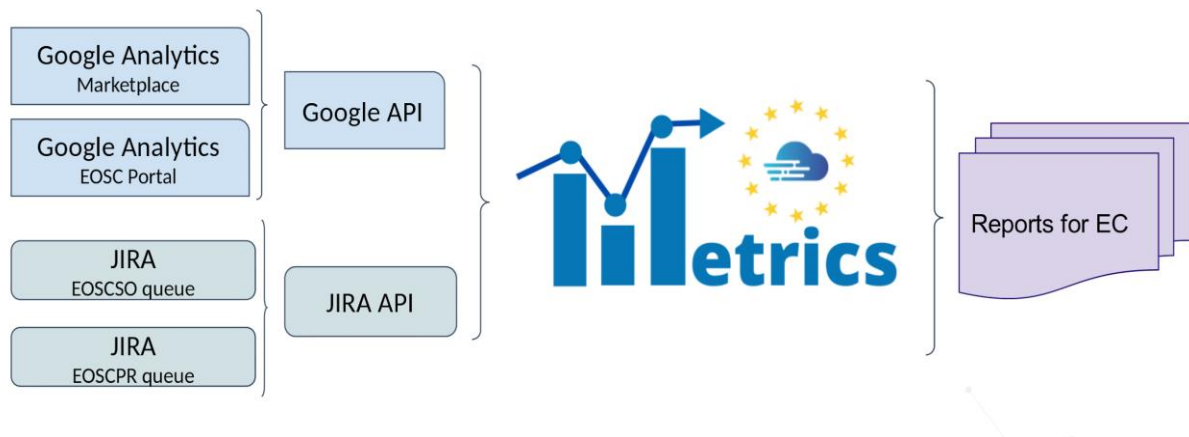 Google Analytics
Marketplace
Google Analytics
EOSC Portal
JIRA
EOSCSO queue
JIRA
EOSCPR queue
Google API
JIRA API
Metrics
Reports for EC